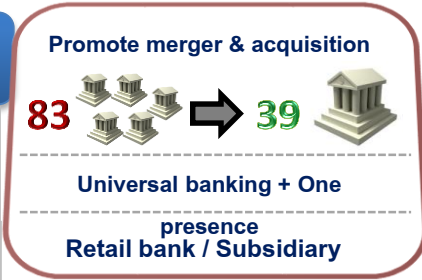 Promote merger & acquisition
83 39
Universal banking + One
presence
Retail bank / Subsidiary